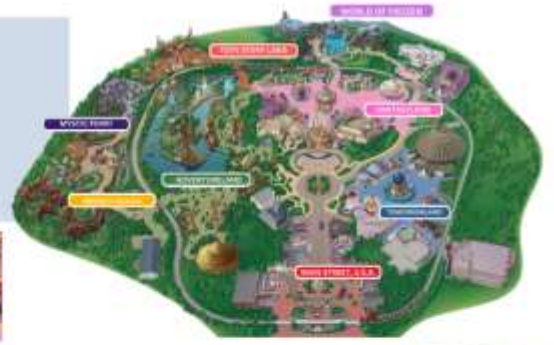 WORLD OF FROZEN
TOY STORY LAND
FANTASYLAND
MYSTIC POINT
ADVENTURELAND
TOMORROWLAND
MAIN STREET, U.S.A.